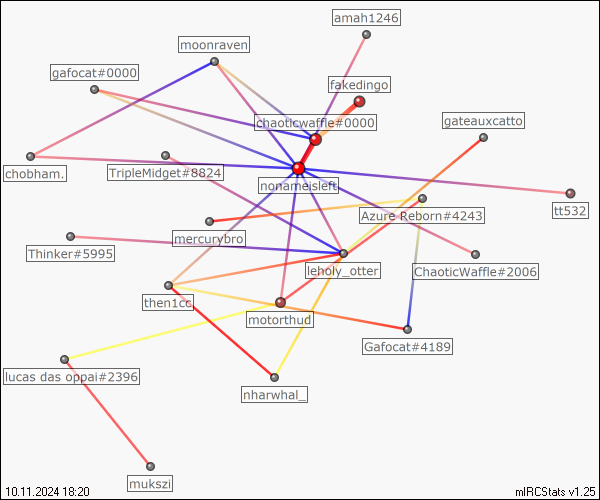 amah1246
moonraven
gafocat#0000
fakedingo
chaoticwaffle#0000
gateauxcatto
chobham.
TripleMidget#8824
nonameisleft
tt532
Azure Reborn#4243
mercurybro
Thinker#5995
leholy_otter
ChaoticWaffle#2006
then1cc
motorthud
Gafocat#4189
lucas das oppai#2396
nharwhal_
mukszi
10.11.2024 18:20
mIRCStats v1.25